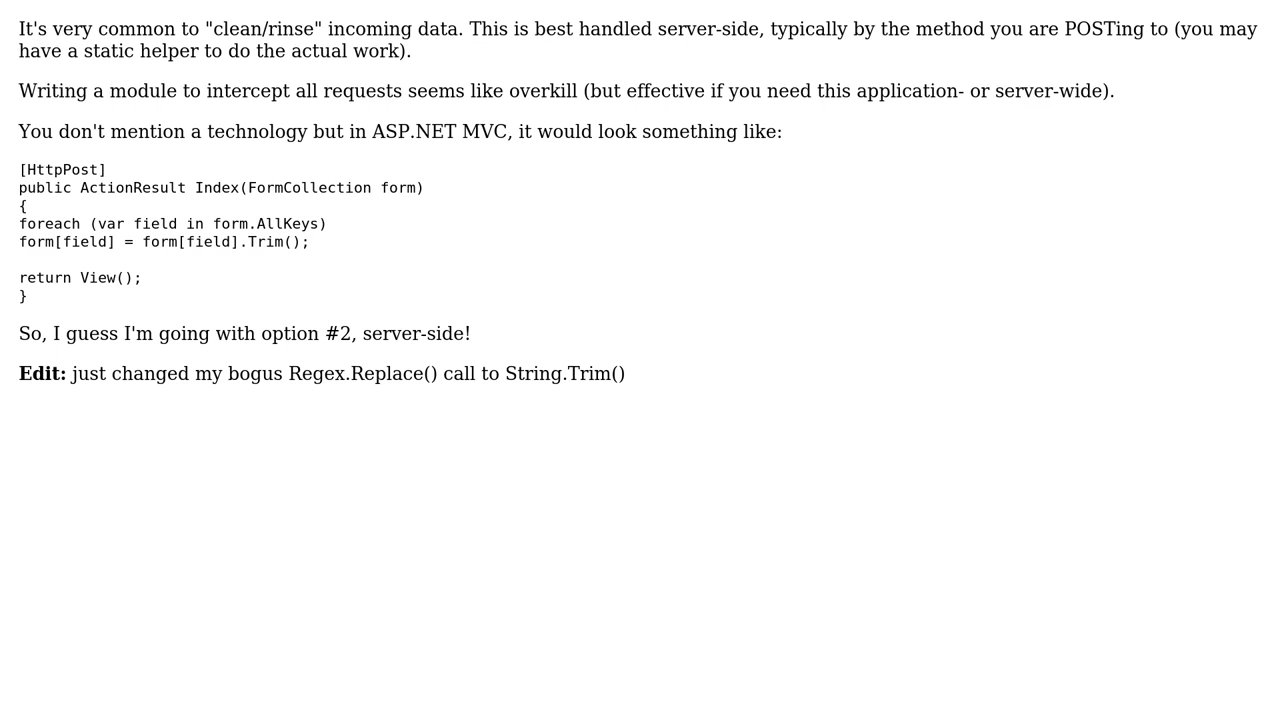 It's very common to "clean/rinse" incoming data. This is best handled server-side, typically by the method you are POSTing to (you may
have a static helper to do the actual work).
Writing a module to intercept all requests seems like overkill (but effective if you need this application- or server-wide).
You don't mention a technology but in ASP.NET MVC, it would look something like:
[HttpPost]
public ActionResult Index(FormCollection form)
{
foreach (var field in form.AllKeys)
form[field] = form[field].Trim();
return View();
}
So, I guess I'm going with option #2, server-side!
Edit: just changed my bogus Regex.Replace() call to String.Trim()